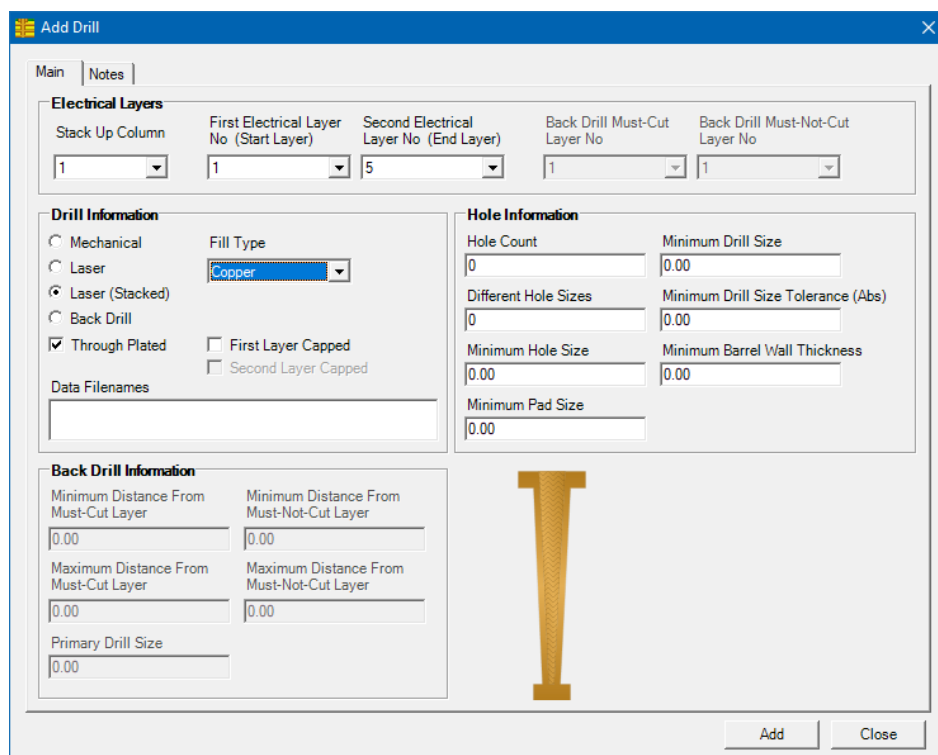 Add Drill
Main
Notes
Electrical Layers
Stack Up Column
First Electrical Layer
No (Start Layer)
Second Electrical
Layer No (End Layer)
Back Drill Must-Cut
Layer No
Back Drill Must-Not-Cut
Layer No
1
1
5
1
1
Drill Information
Mechanical
Laser
Laser (Stacked)
Back Drill
Through Plated
Fill Type
Copper
First Layer Capped
Second Layer Capped
Data Filenames
Hole Information
Hole Count
Minimum Drill Size
0
0.00
Different Hole Sizes
Minimum Drill Size Tolerance (Abs)
0
0.00
Minimum Hole Size
Minimum Barrel Wall Thickness
0.00
0.00
Minimum Pad Size
0.00
Back Drill Information
Minimum Distance From
Must-Cut Layer
Minimum Distance From
Must-Not-Cut Layer
0.00
0.00
Maximum Distance From
Must-Cut Layer
Maximum Distance From
Must-Not-Cut Layer
0.00
0.00
Primary Drill Size
0.00
Add
Close